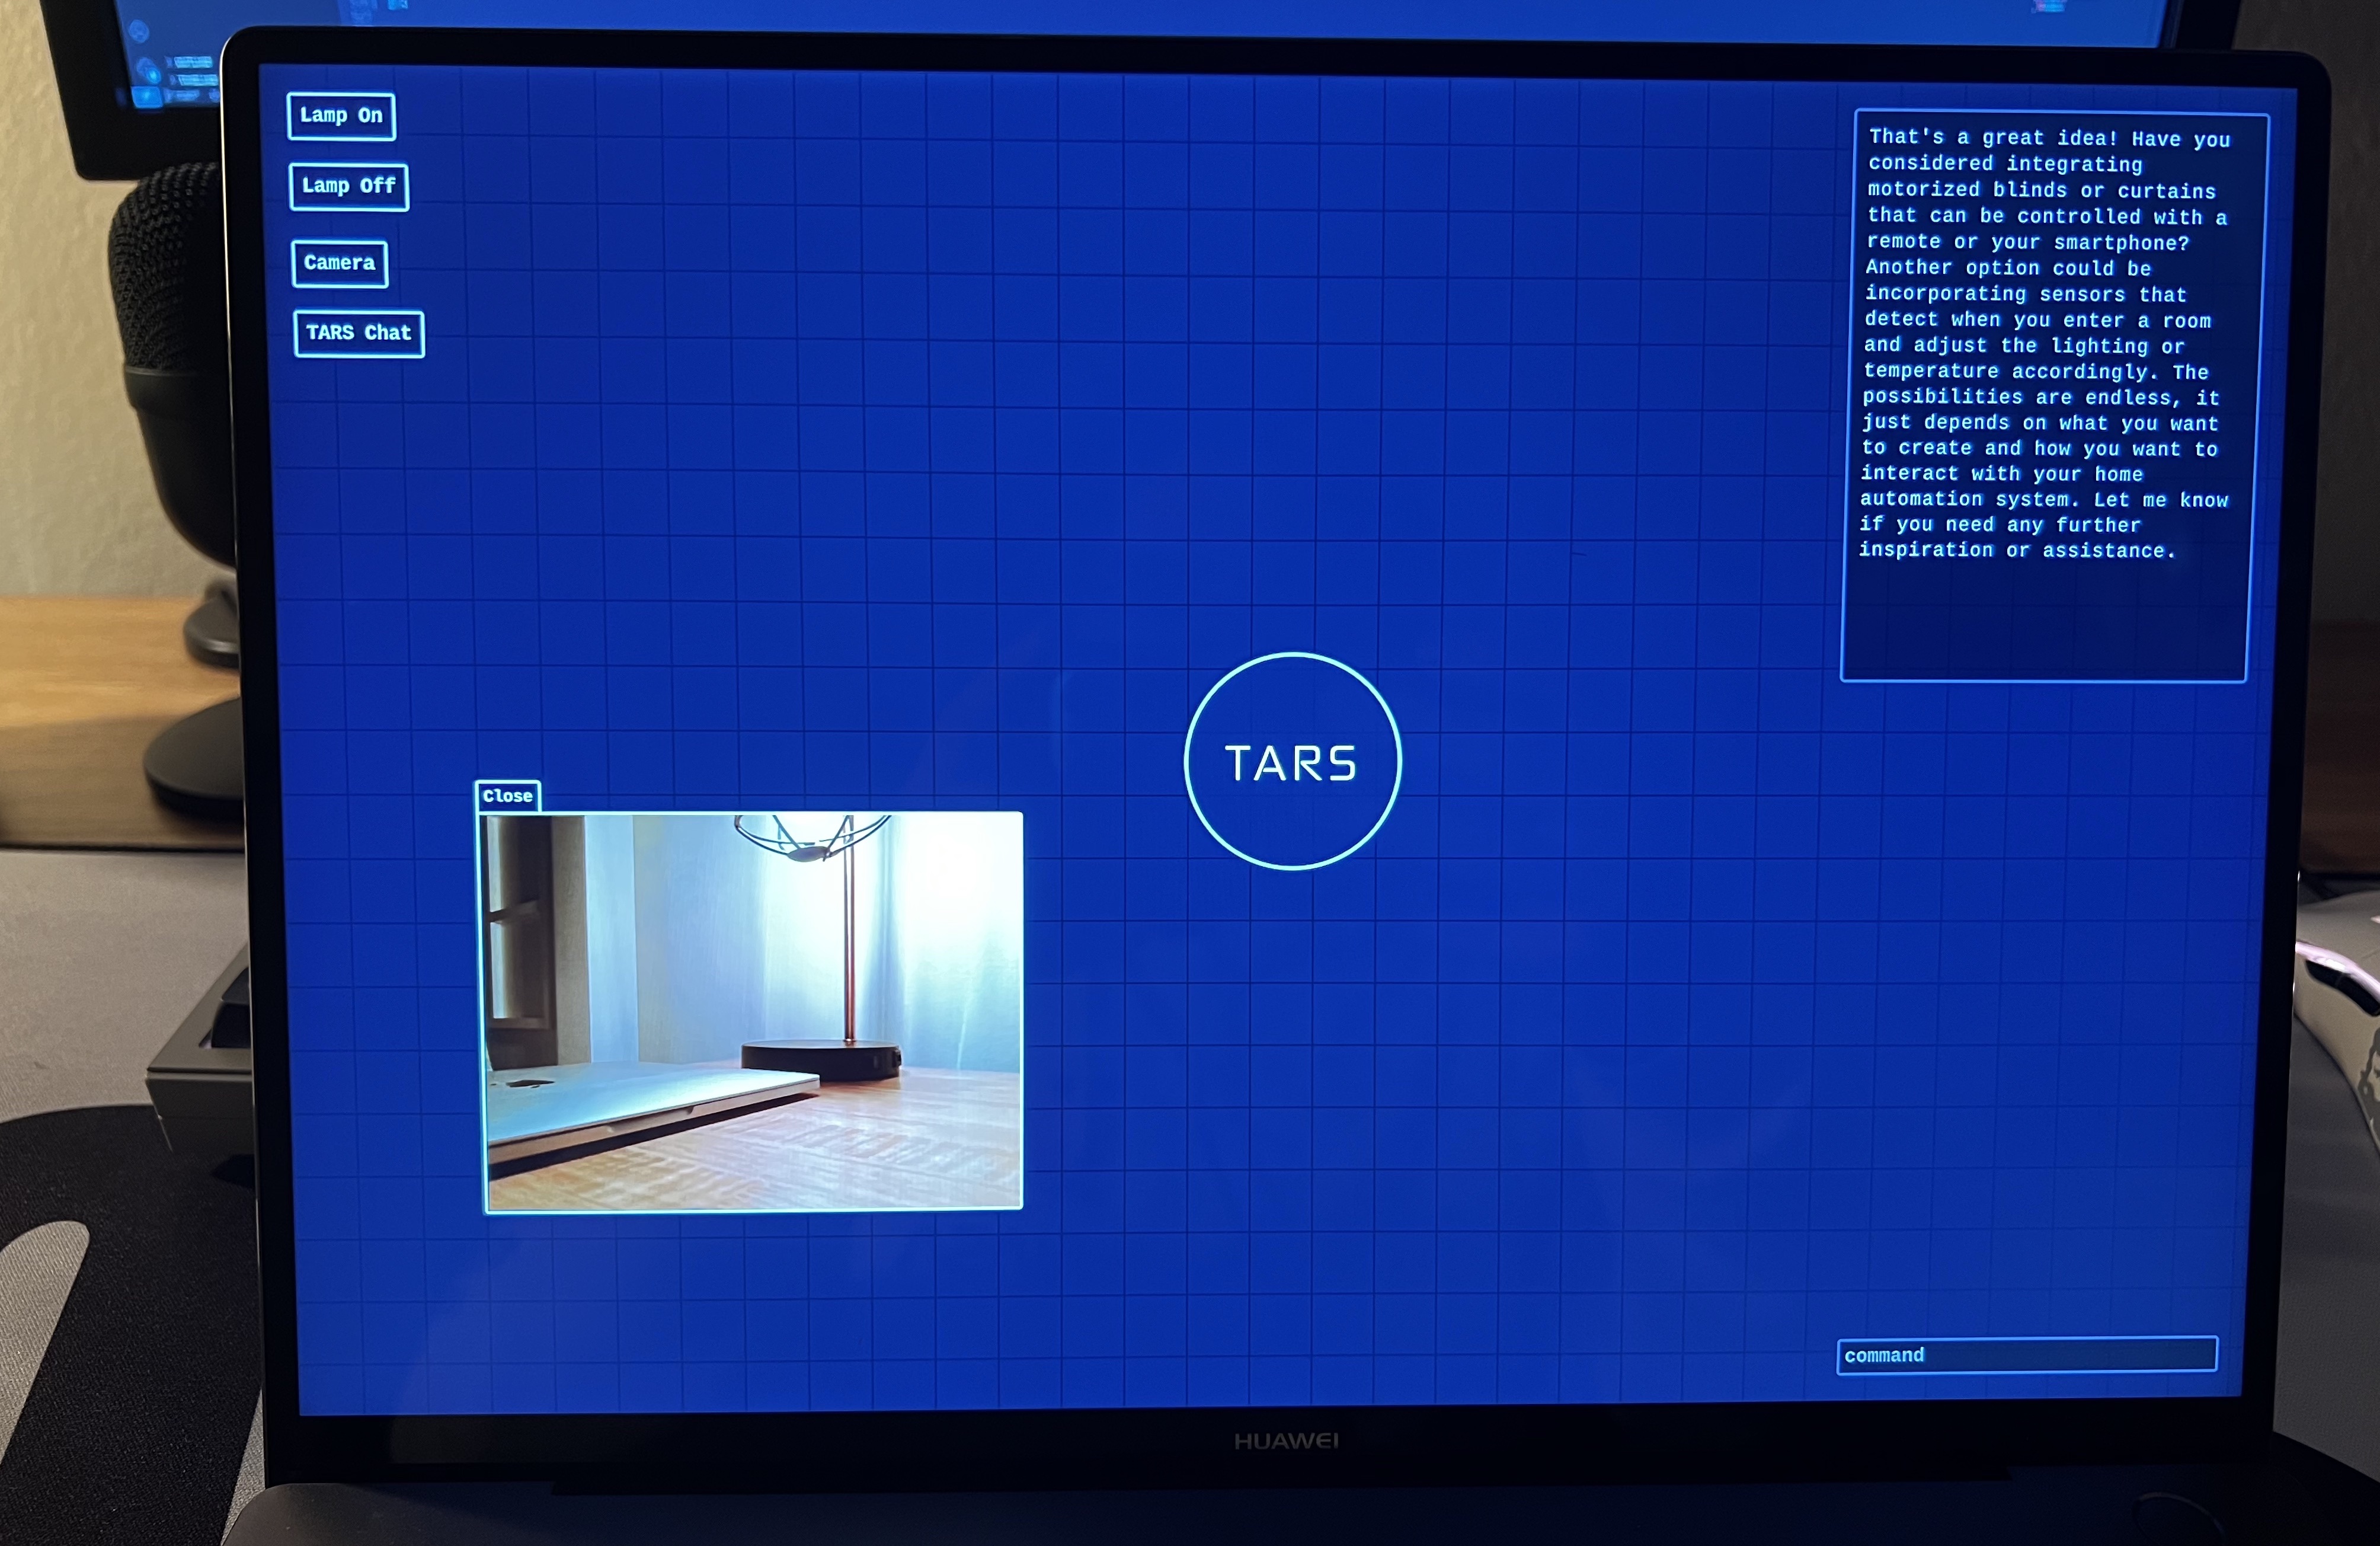 Lamp On
Lamp Off
Camera
TARS Chat
That's a great idea! Have you
considered integrating
motorized blinds or curtains
that can be controlled with a
remote or your smartphone?
Another option could be
incorporating sensors that
detect when you enter a room
and adjust the lighting or
temperature accordingly. The
possibilities are endless, it
just depends on what you want
to create and how you want to
interact with your home
automation system. Let me know
if you need any further
inspiration or assistance.
TARS
Close
command
HUAWEI